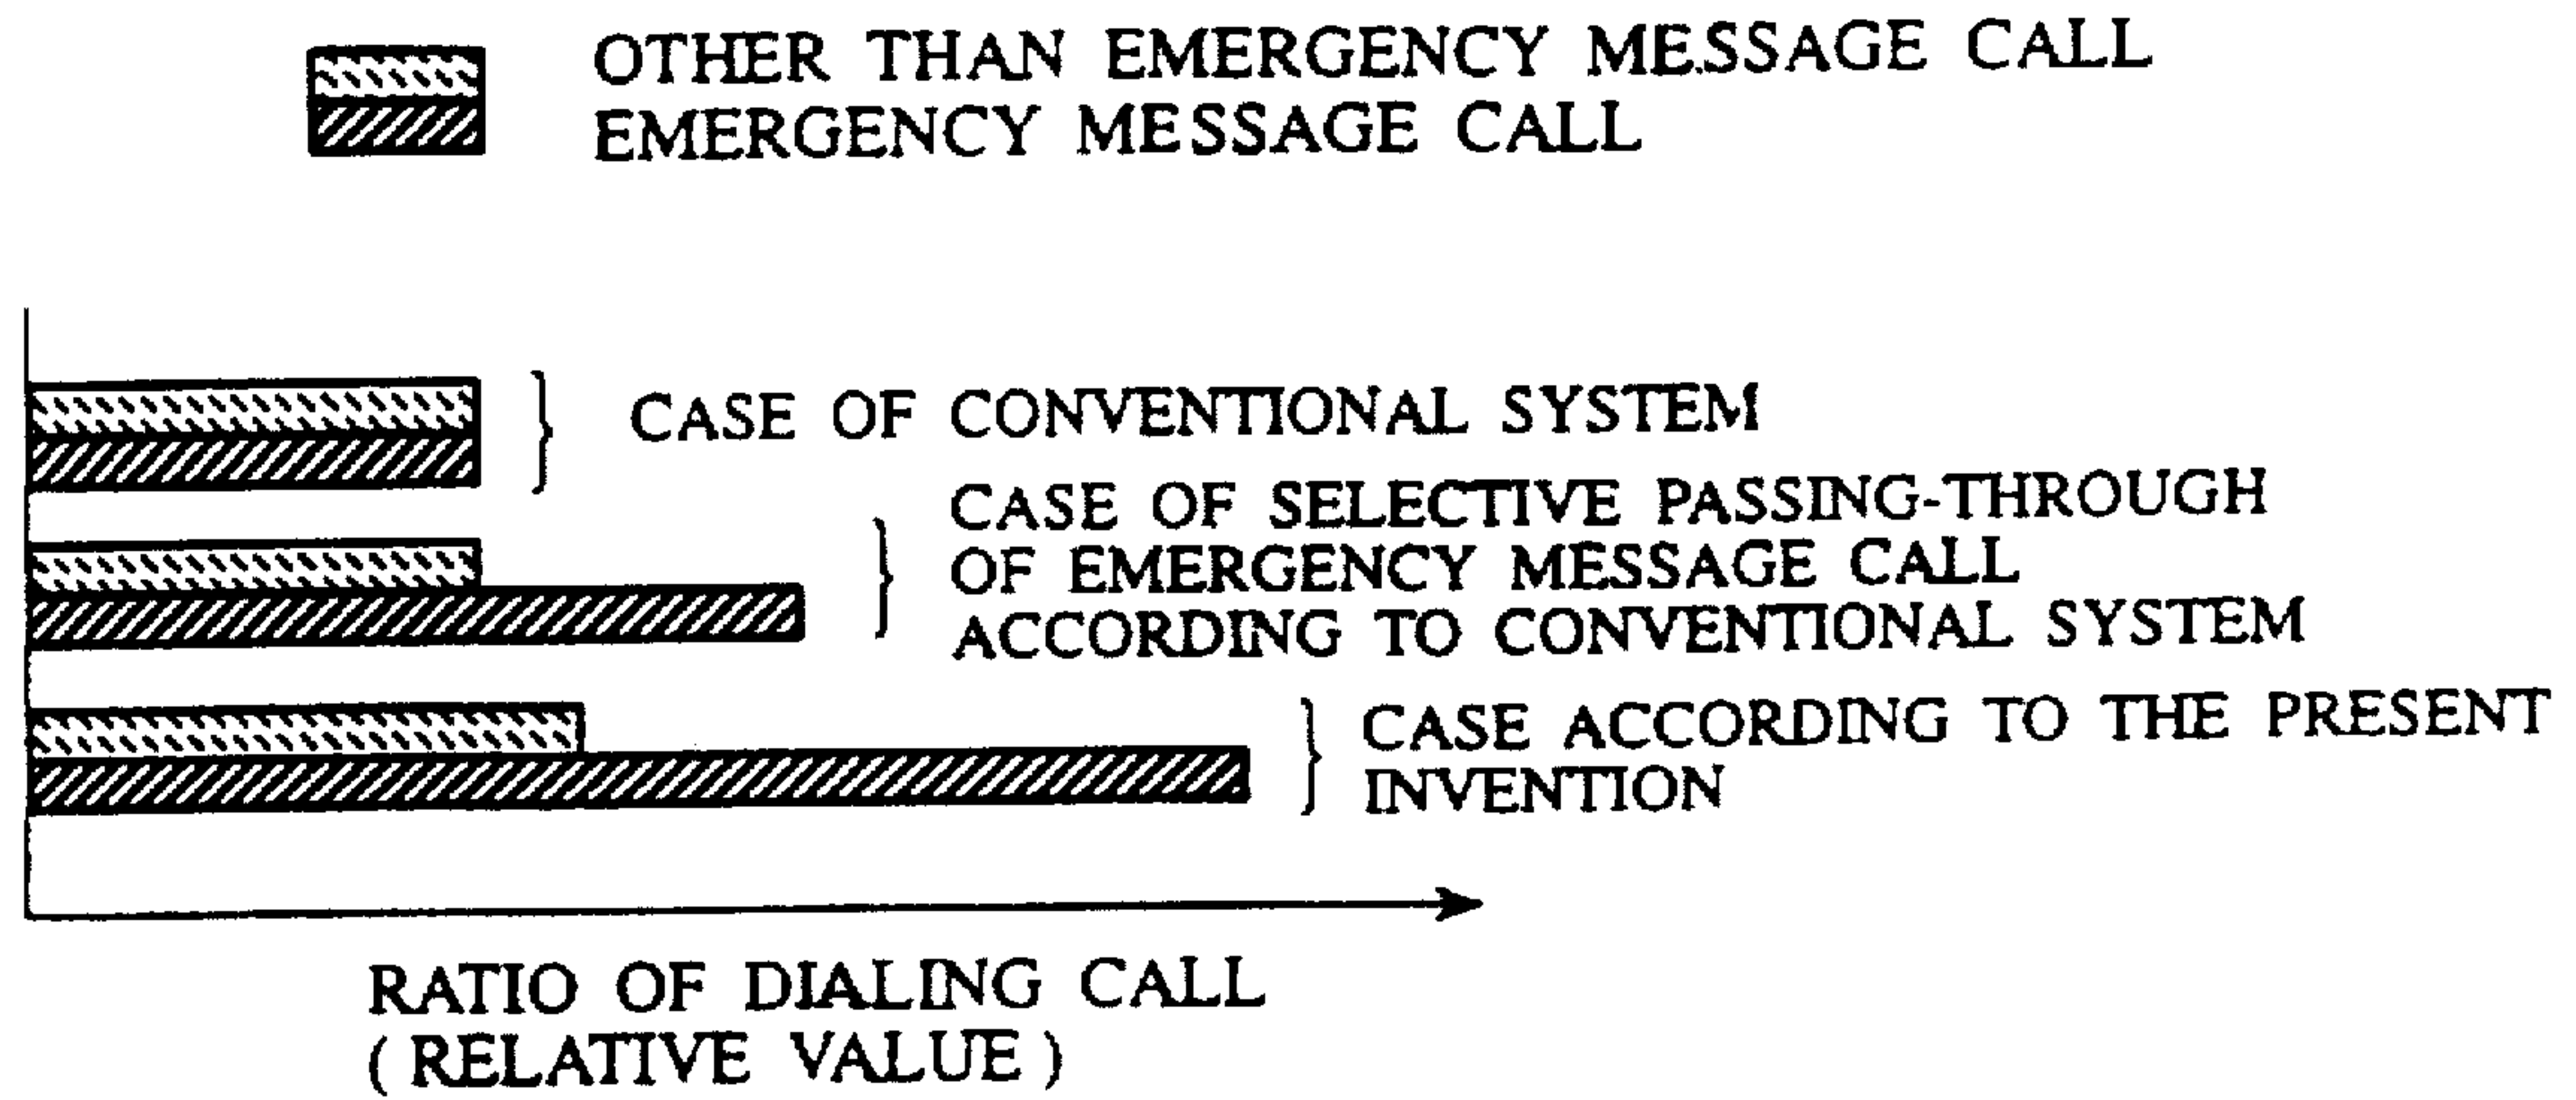 OTHER THAN EMERGENCY MESSAGE CALL
EMERGENCY MESSAGE CALL
CASE OF CONVENTIONAL SYSTEM
CASE OF SELECTIVE PASSING-THROUGH
OF EMERGENCY MESSAGE CALL
ACCORDING TO CONVENTIONAL SYSTEM
CASE ACCORDING TO THE PRESENT
INVENTION
RATIO OF DIALING CALL
( RELATIVE VALUE )